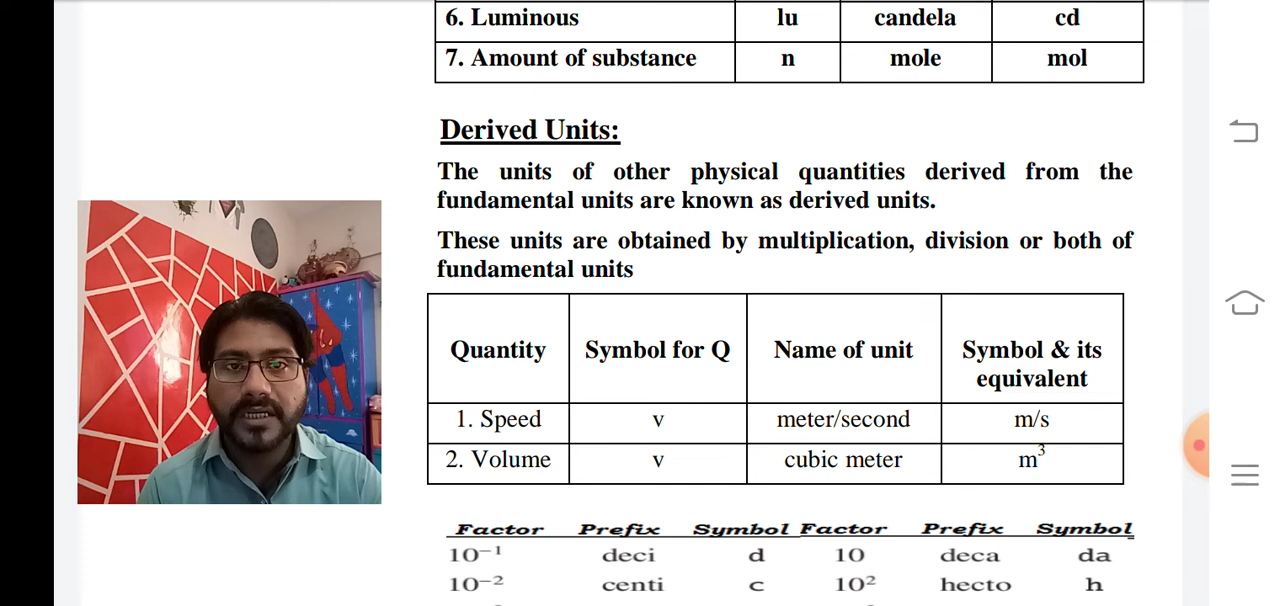 6. Luminous lu candela cd
7. Amount of substance n mole mol
Derived Units:
The units of other physical quantities derived from the
fundamental units are known as derived units.
These units are obtained by multiplication, division or both of
fundamental units
Quantity Symbol for Q Name of unit Symbol & its
equivalent
1. Speed v meter/second m/s
2. Volume v cubic meter m³
Factor Prefix Symbol Factor Prefix Symbol
10⁻¹ deci d 10 deca da
10⁻² centi c 10² hecto h